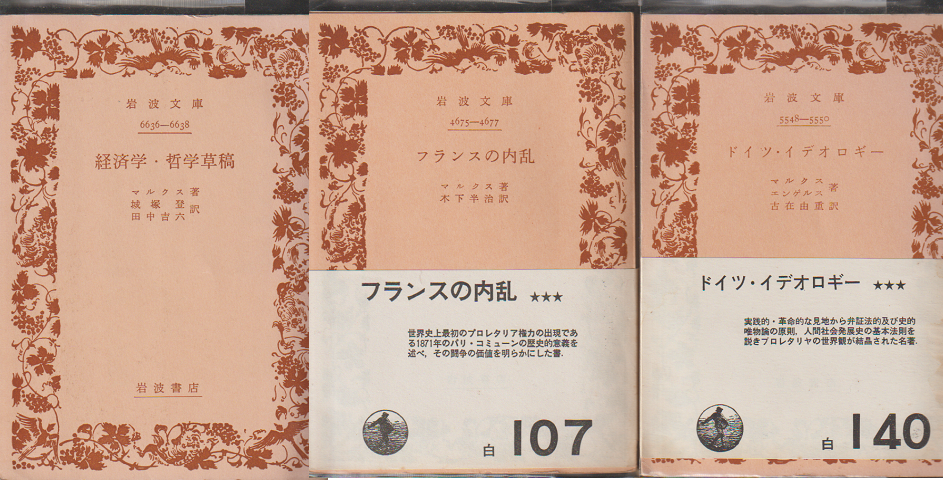 岩波文庫
6636—6638
経済学・哲学草稿
マルクス著
城塚登
田中吉六訳
岩波書店
岩波文庫
4675—4677
フランスの内乱
マルクス著
木下半治訳
フランスの内乱 ★★★
世界史上最初のプロレタリア権力の出現であ
る1871年のパリ・コミューンの歴史的意義を
述べ、その闘争の価値を明らかにした書.
白 107
岩波文庫
5548—5550
ドイツ・イデオロギー
マルクス
エンゲルス著
古在由重訳
ドイツ・イデオロギー ★★★
実践的・革命的な見地から弁証法的及び史的
唯物論の原則、人間社会発展史の基本法則を
説きプロレタリヤの世界観が結晶された名著.
白 140